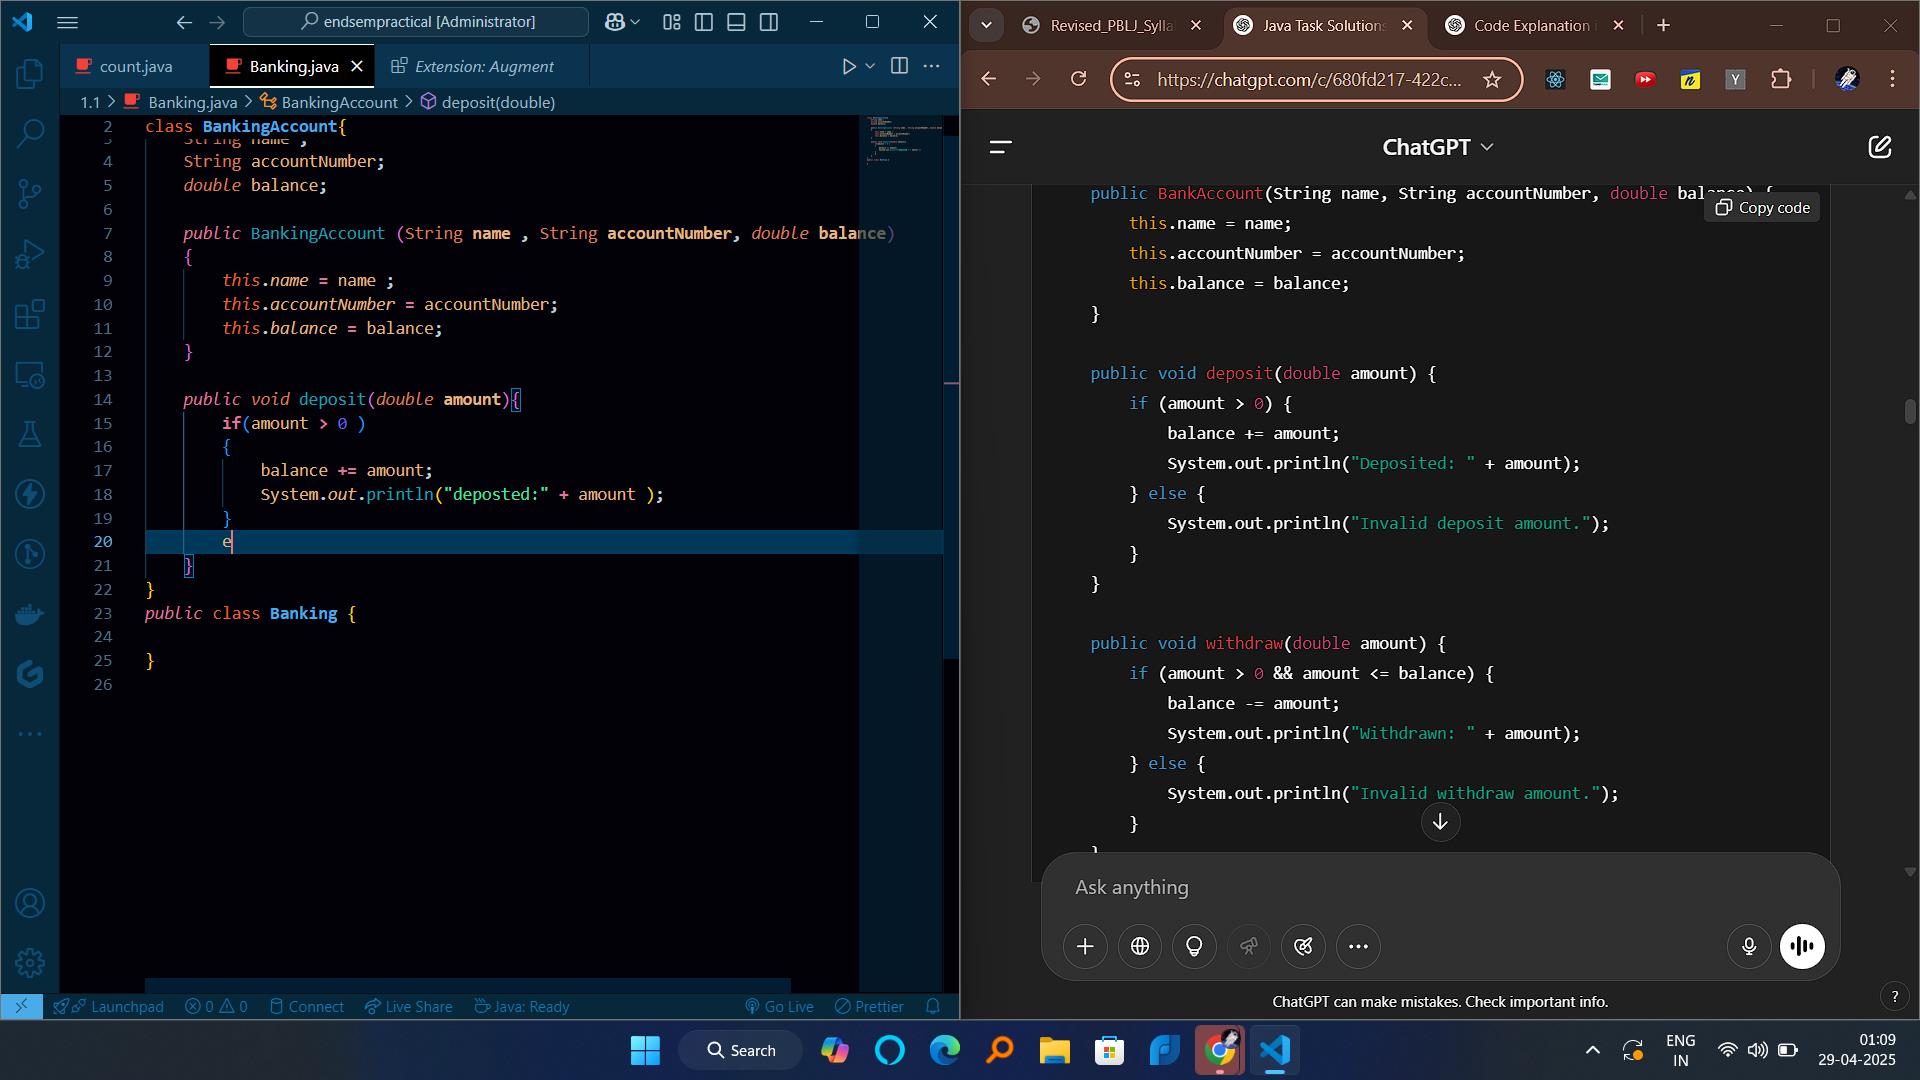 endsempractical [Administrator]
count.java
Banking.java
Extension: Augment
1.1 > Banking.java > BankingAccount > deposit(double)
2 class BankingAccount{
3 String name ;
4 String accountNumber;
5 double balance;
6
7 public BankingAccount (String name , String accountNumber, double balance)
8 {
9 this.name = name ;
10 this.accountNumber = accountNumber;
11 this.balance = balance;
12 }
13
14 public void deposit(double amount){
15 if(amount > 0 )
16 {
17 balance += amount;
18 System.out.println("deposted:" + amount );
19 }
20 e
21 }
22 }
23 public class Banking {
24
25 }
26
Launchpad
0 0
Connect
Live Share
Java: Ready
Go Live
Prettier
Revised_PBLJ_Sylla
Java Task Solutions
Code Explanation i
https://chatgpt.com/c/680fd217-422c...
Y
ChatGPT
public BankAccount(String name, String accountNumber, double balance) {
Copy code
this.name = name;
this.accountNumber = accountNumber;
this.balance = balance;
}
public void deposit(double amount) {
if (amount > 0) {
balance += amount;
System.out.println("Deposited: " + amount);
} else {
System.out.println("Invalid deposit amount.");
}
}
public void withdraw(double amount) {
if (amount > 0 && amount <= balance) {
balance -= amount;
System.out.println("Withdrawn: " + amount);
} else {
System.out.println("Invalid withdraw amount.");
}
}
Ask anything
ChatGPT can make mistakes. Check important info.
?
Search
ENG
IN
01:09
29-04-2025